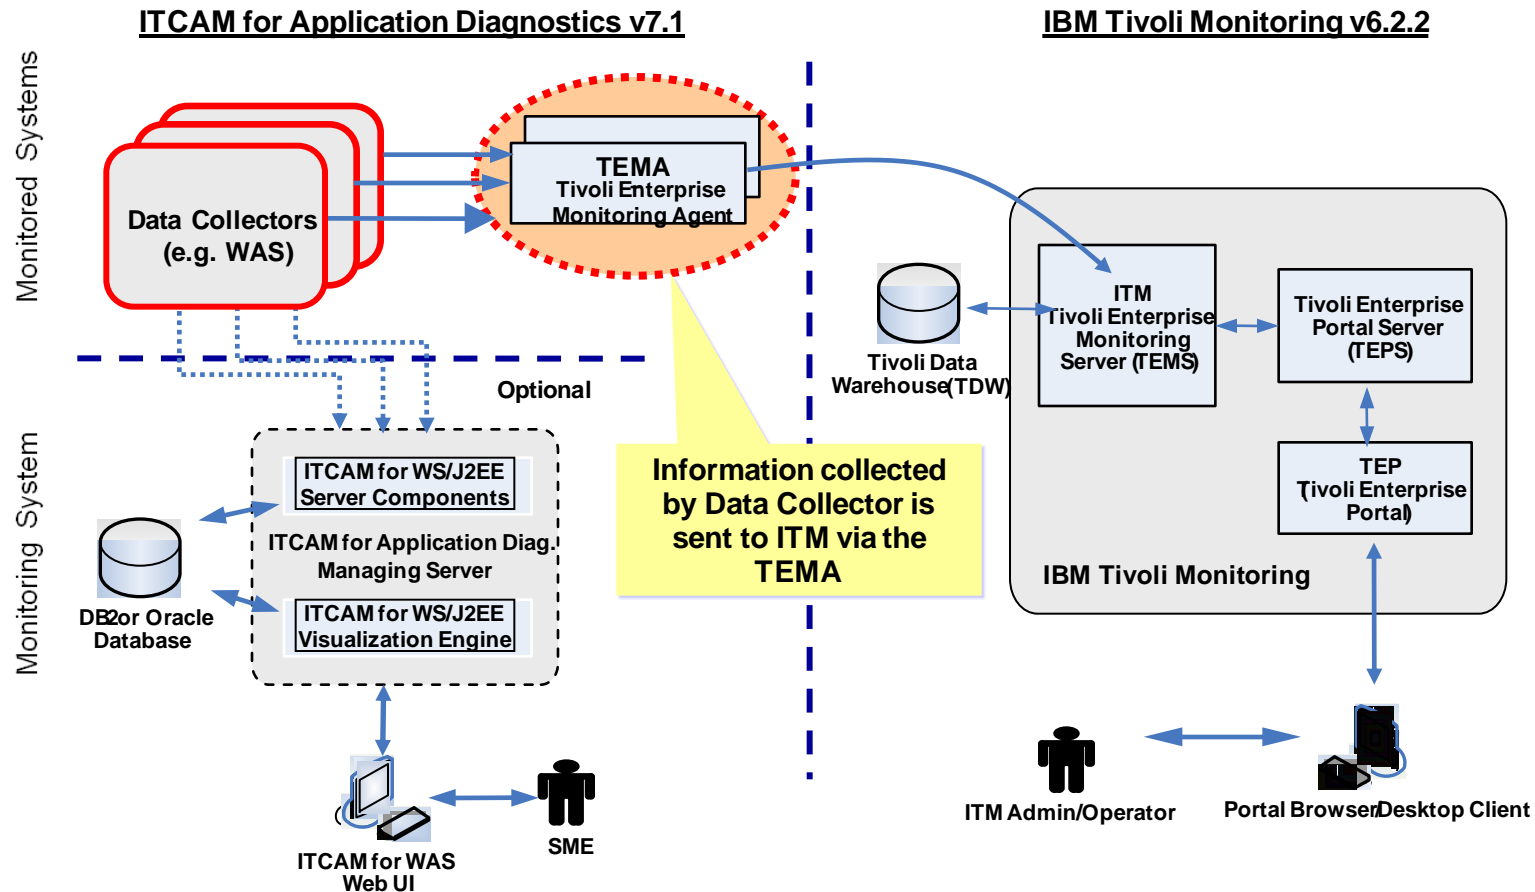 ITCAM for Application Diagnostics v7.1
IBM Tivoli Monitoring v6.2.2
Monitored Systems
Data Collectors
(e.g. WAS)
TEMA
Tivoli Enterprise
Monitoring Agent
ITM
Tivoli Enterprise
Monitoring
Server (TEMS)
Tivoli Enterprise
Portal Server
(TEPS)
Tivoli Data
Warehouse(TDW)
Optional
Monitoring System
ITCAM for WS/J2EE
Server Components
ITCAM for Application Diag.
Managing Server
ITCAM for WS/J2EE
Visualization Engine
DB2 or Oracle
Database
Information collected
by Data Collector is
sent to ITM via the
TEMA
TEP
(Tivoli Enterprise
Portal)
IBM Tivoli Monitoring
ITCAM for WAS
Web UI
SME
ITM Admin/Operator
Portal Browser/Desktop Client